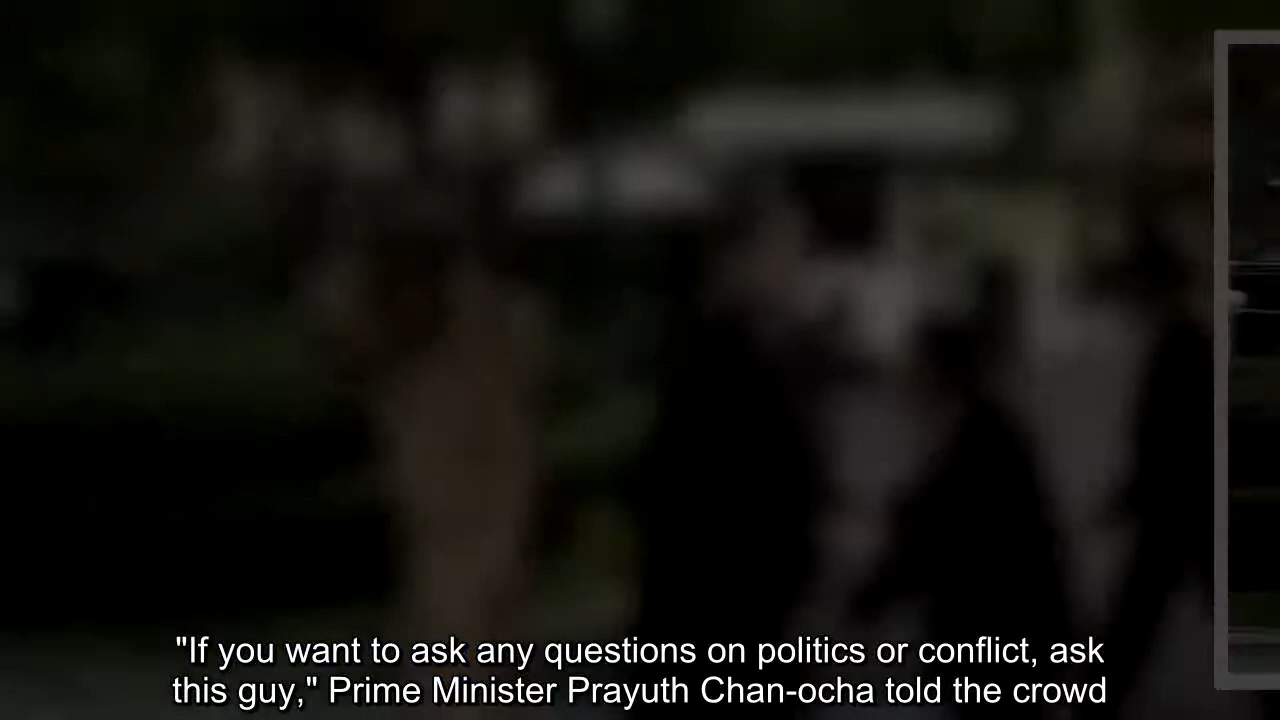 "If you want to ask any questions on politics or conflict, ask
this guy," Prime Minister Prayuth Chan-ocha told the crowd